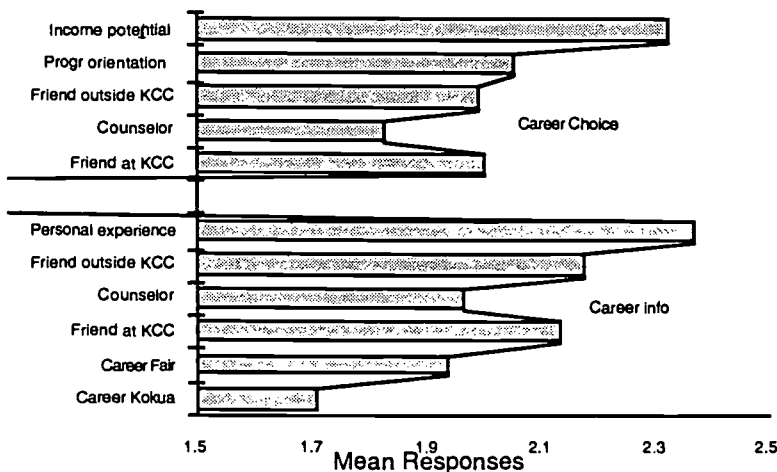 Income potential
Progr orientation
Friend outside KCC
Counselor
Career Choice
Friend at KCC
Personal experience
Friend outside KCC
Counselor
Career info
Friend at KCC
Career Fair
Career Kokua
1.5 1.7 1.9 2.1 2.3 2.5
Mean Responses